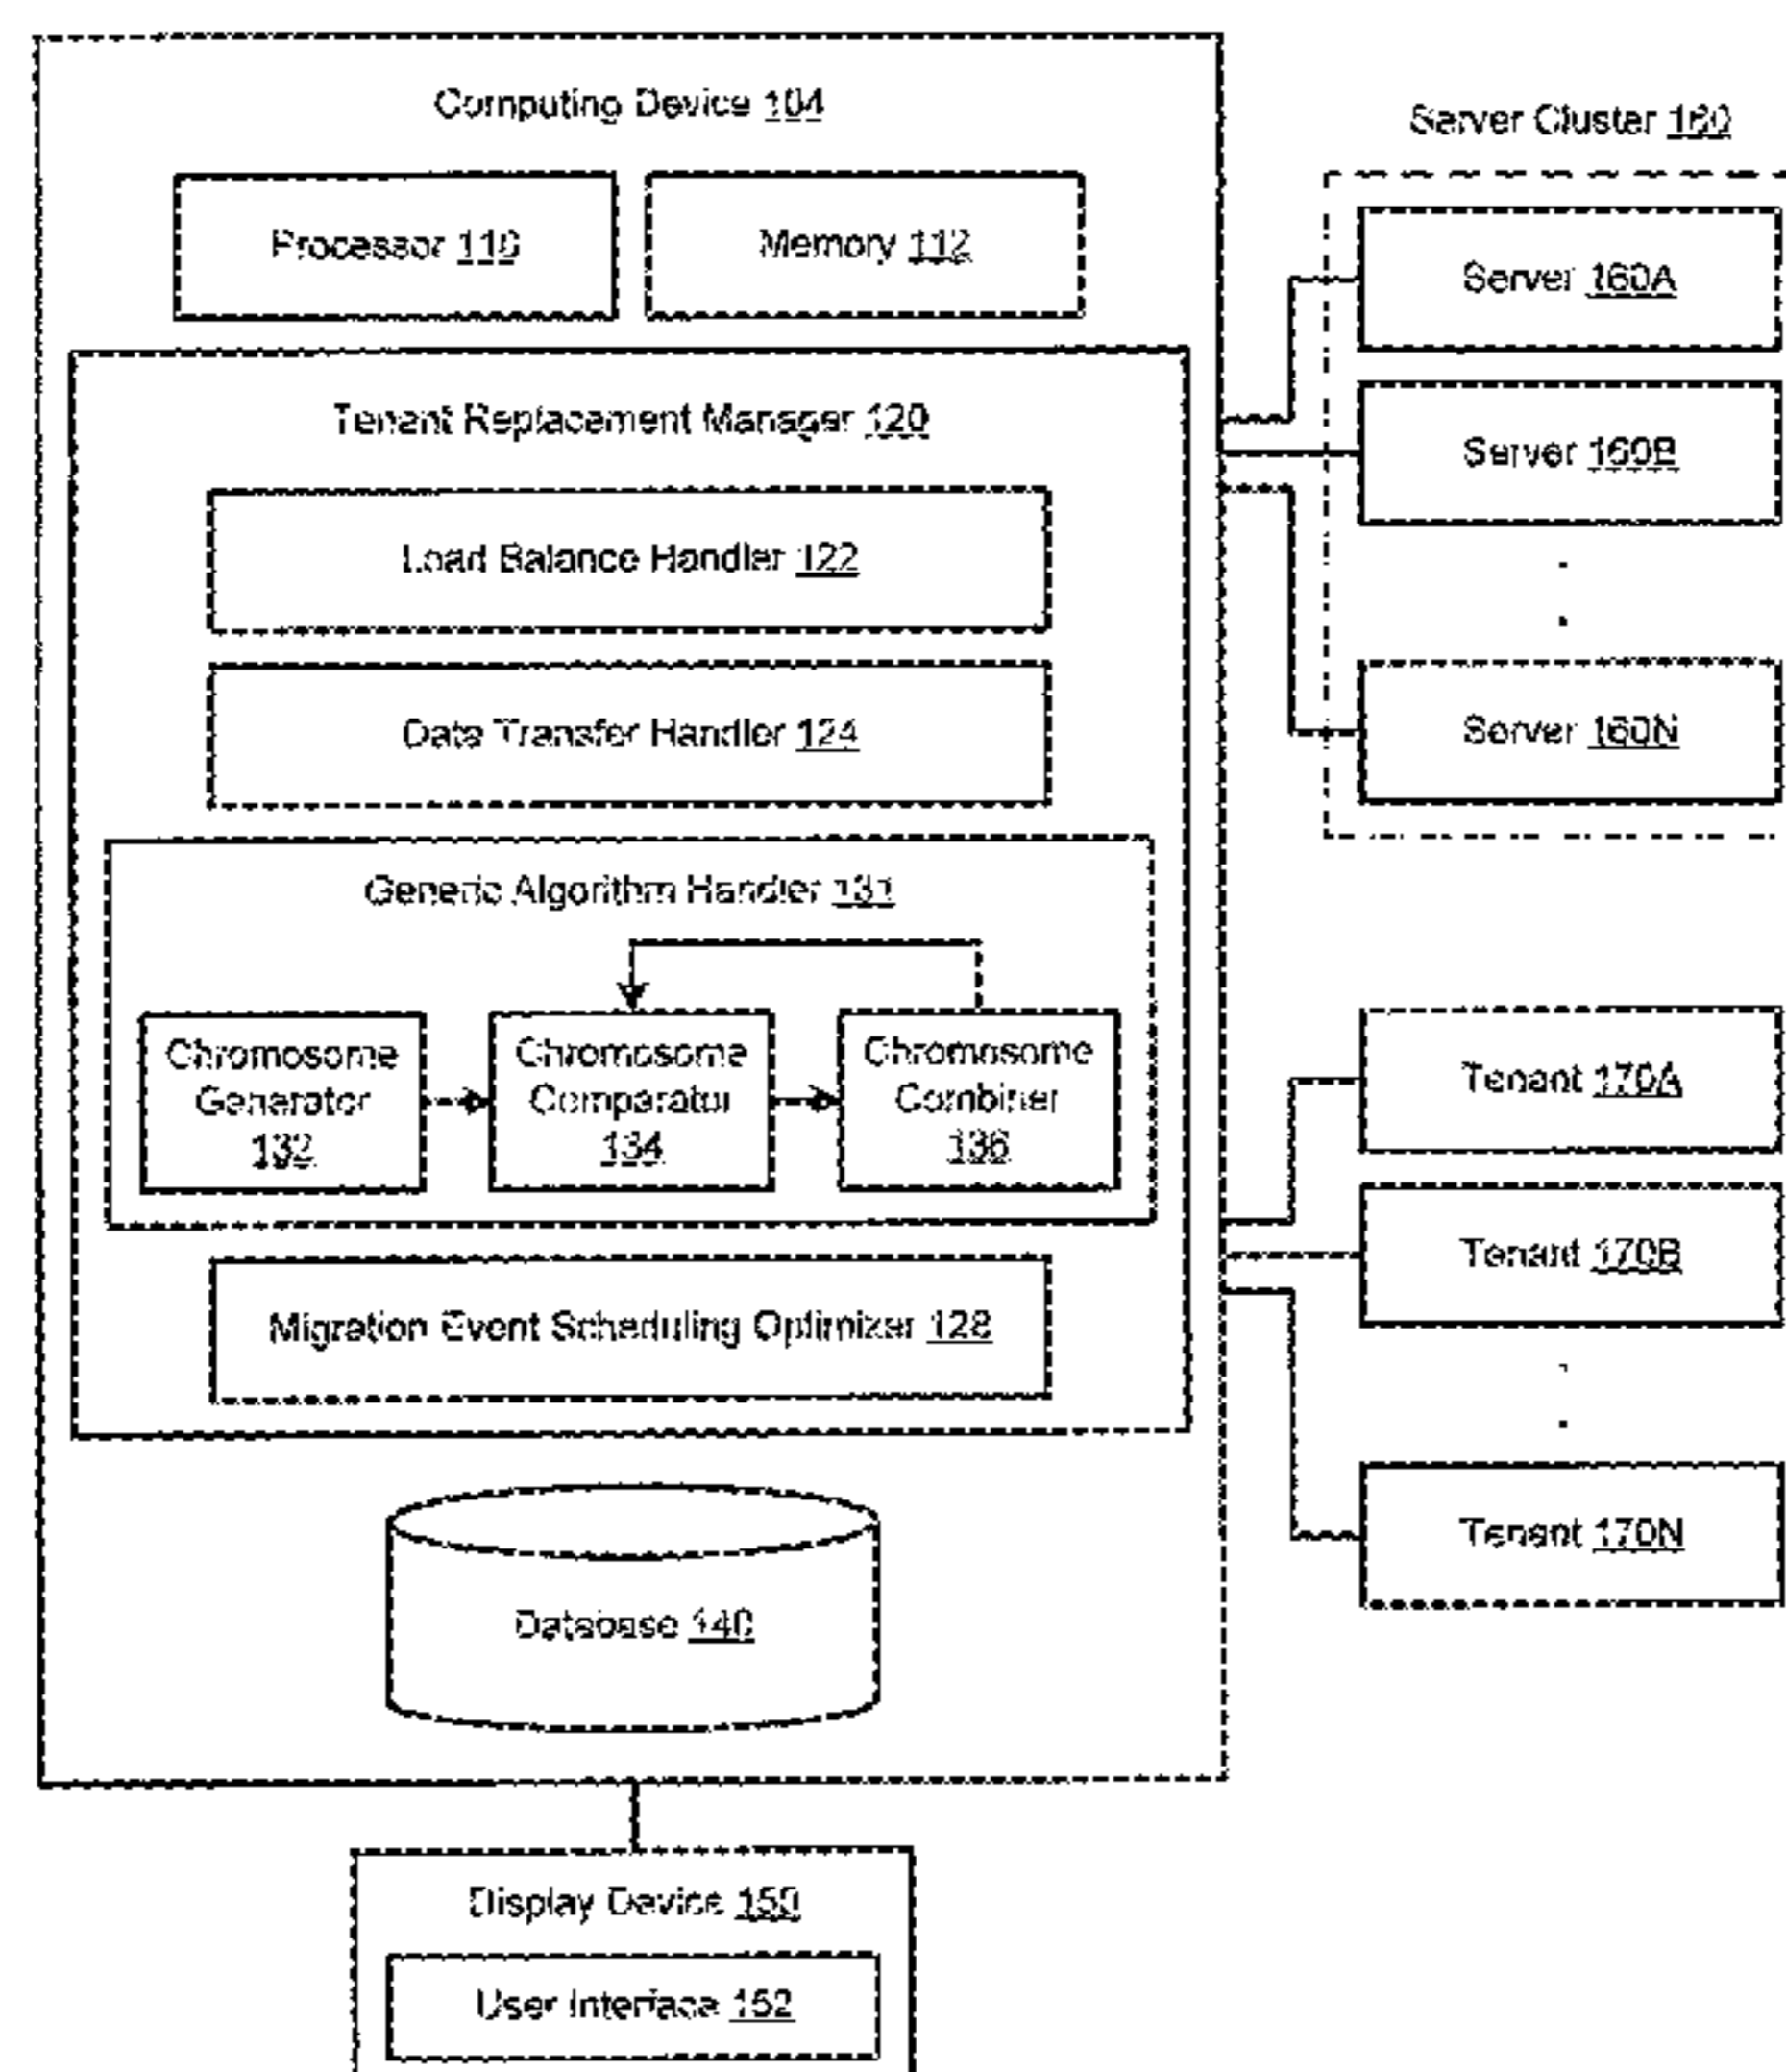 Computing Device 104
Processor 110
Memory 112
Tenant Replacement Manager 120
Load Balance Handler 122
Data Transfer Handler 124
Generic Algorithm Handler 131
Chromosome
Generator
132
Chromosome
Comparator
134
Chromosome
Combiner
136
Migration Event Scheduling Optimizer 128
Database 140
Display Device 150
User Interface 152
Server Cluster 160
Server 160A
Server 160B
Server 160N
Tenant 170A
Tenant 170B
Tenant 170N